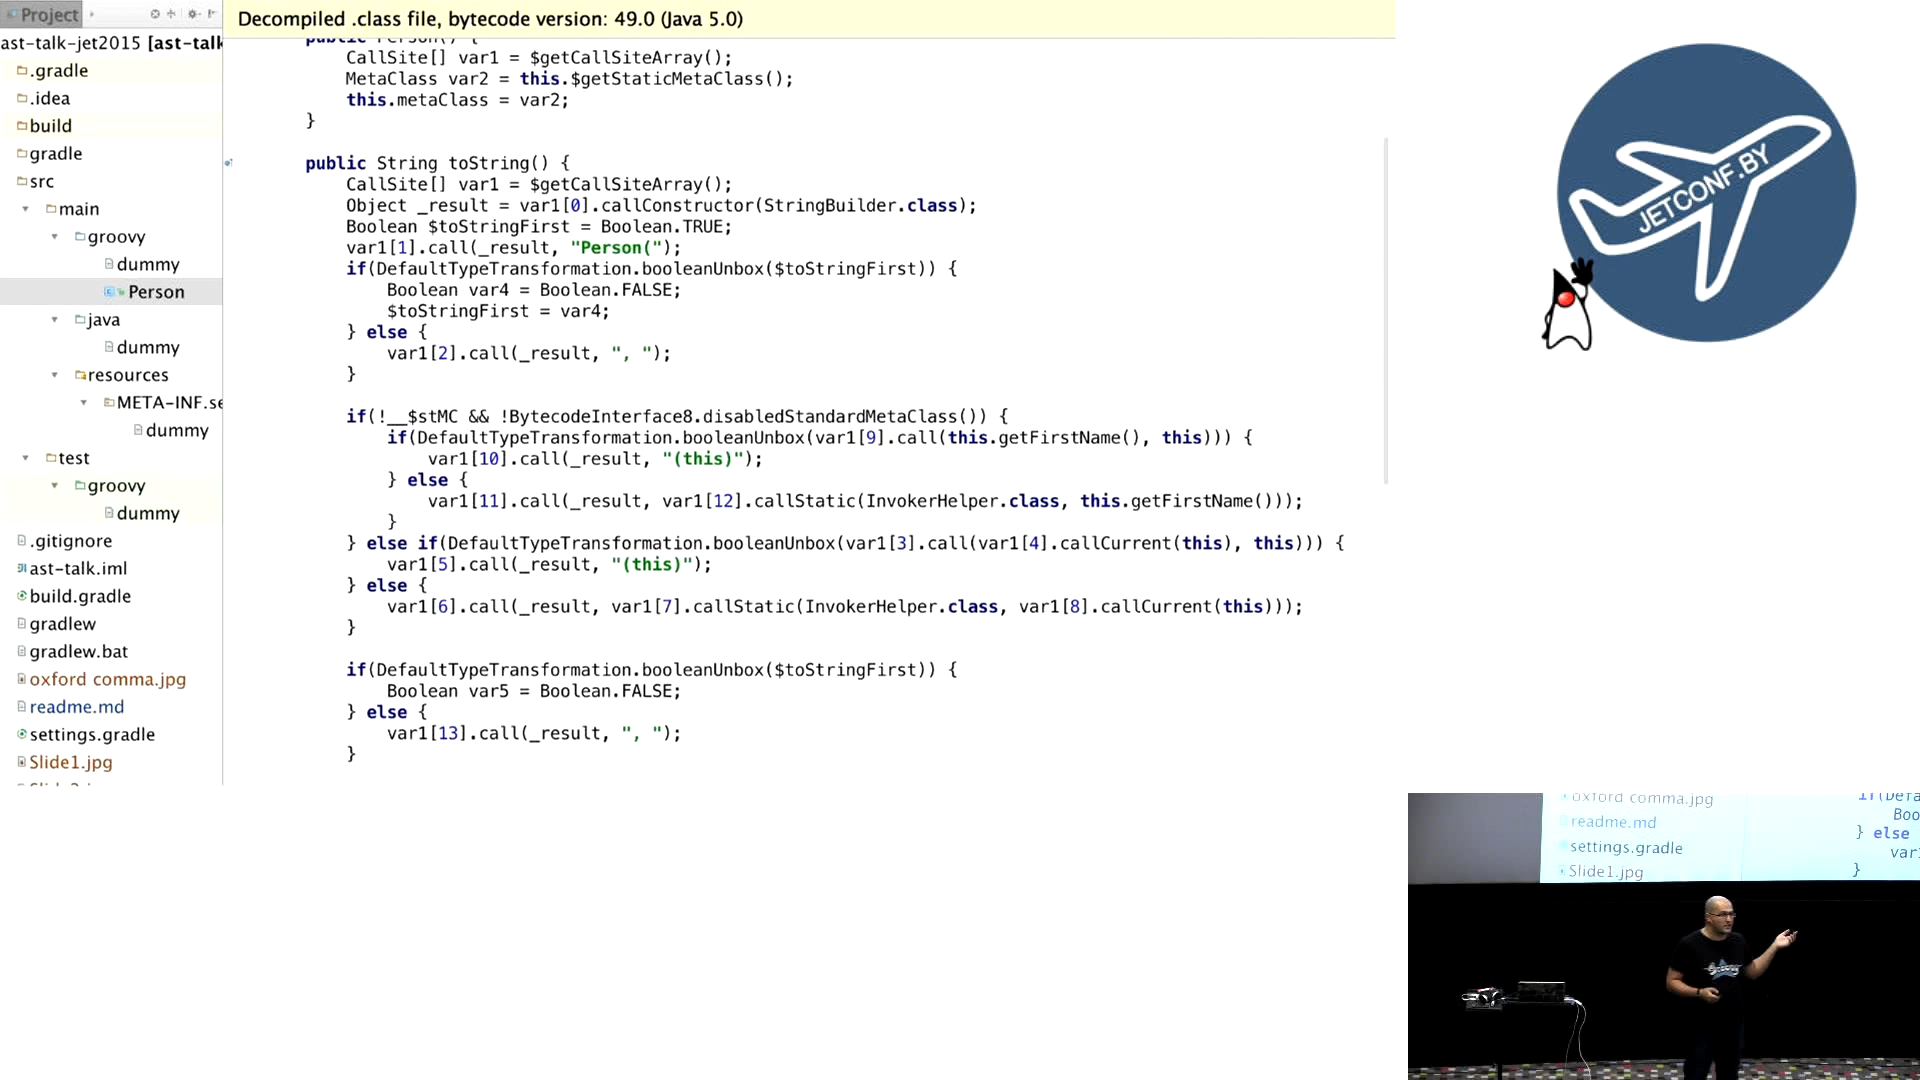 Project
ast-talk-jet2015 [ast-talk
.gradle
.idea
build
gradle
src
main
groovy
dummy
Person
java
dummy
resources
META-INF.se
dummy
test
groovy
dummy
.gitignore
ast-talk.iml
build.gradle
gradlew
gradlew.bat
oxford comma.jpg
readme.md
settings.gradle
Slide1.jpg
Decompiled .class file, bytecode version: 49.0 (Java 5.0)
public Person() {
CallSite[] var1 = $getCallSiteArray();
MetaClass var2 = this.$getStaticMetaClass();
this.metaClass = var2;
}
public String toString() {
CallSite[] var1 = $getCallSiteArray();
Object _result = var1[0].callConstructor(StringBuilder.class);
Boolean $toStringFirst = Boolean.TRUE;
var1[1].call(_result, "Person(");
if(DefaultTypeTransformation.booleanUnbox($toStringFirst)) {
Boolean var4 = Boolean.FALSE;
$toStringFirst = var4;
} else {
var1[2].call(_result, ", ");
}
if(!__$stMC && !BytecodeInterface8.disabledStandardMetaClass()) {
if(DefaultTypeTransformation.booleanUnbox(var1[9].call(this.getFirstName(), this))) {
var1[10].call(_result, "(this)");
} else {
var1[11].call(_result, var1[12].callStatic(InvokerHelper.class, this.getFirstName()));
}
} else if(DefaultTypeTransformation.booleanUnbox(var1[3].call(var1[4].callCurrent(this), this))) {
var1[5].call(_result, "(this)");
} else {
var1[6].call(_result, var1[7].callStatic(InvokerHelper.class, var1[8].callCurrent(this)));
}
if(DefaultTypeTransformation.booleanUnbox($toStringFirst)) {
Boolean var5 = Boolean.FALSE;
} else {
var1[13].call(_result, ", ");
}
JETCONF.BY
oxford comma.jpg
readme.md
settings.gradle
Slide1.jpg
if(Defa
Boo
} else
var
}